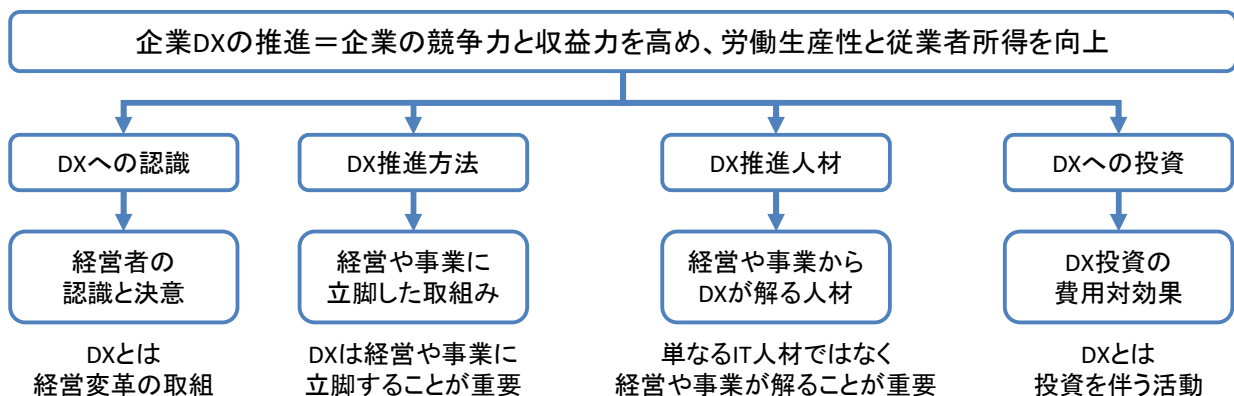 企業DXの推進＝企業の競争力と収益力を高め、労働生産性と従業者所得を向上
DXへの認識
DX推進方法
DX推進人材
DXへの投資
経営者の
認識と決意
経営や事業に
立脚した取組み
経営や事業から
DXが解る人材
DX投資の
費用対効果
DXとは
経営変革の取組
DXは経営や事業に
立脚することが重要
単なるIT人材ではなく
経営や事業が解ることが重要
DXとは
投資を伴う活動